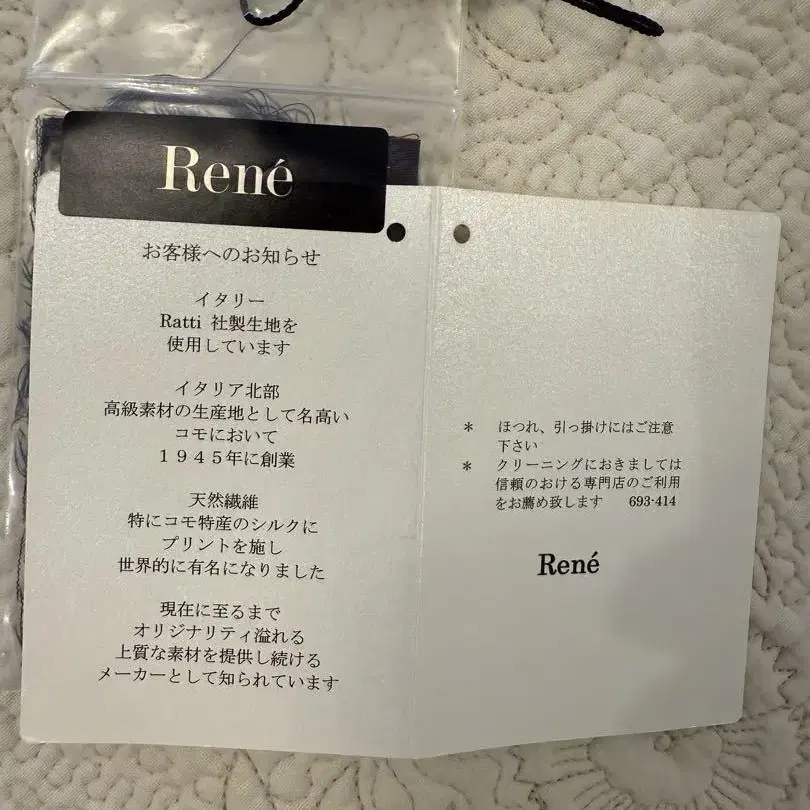 René
お客様へのお知らせ
イタリー
Ratti 社製生地を
使用しています
イタリア北部
高級素材の生産地として名高い
コモにおいて
１９４５年に創業
天然繊維
特にコモ特産のシルクに
プリントを施し
世界的に有名になりました
現在に至るまで
オリジナリティ溢れる
上質な素材を提供し続ける
メーカーとして知られています
＊ ほつれ、引っ掛けにはご注意
下さい
＊ クリーニングにおきましては
信頼のおける専門店のご利用
をお薦め致します 693-414
René